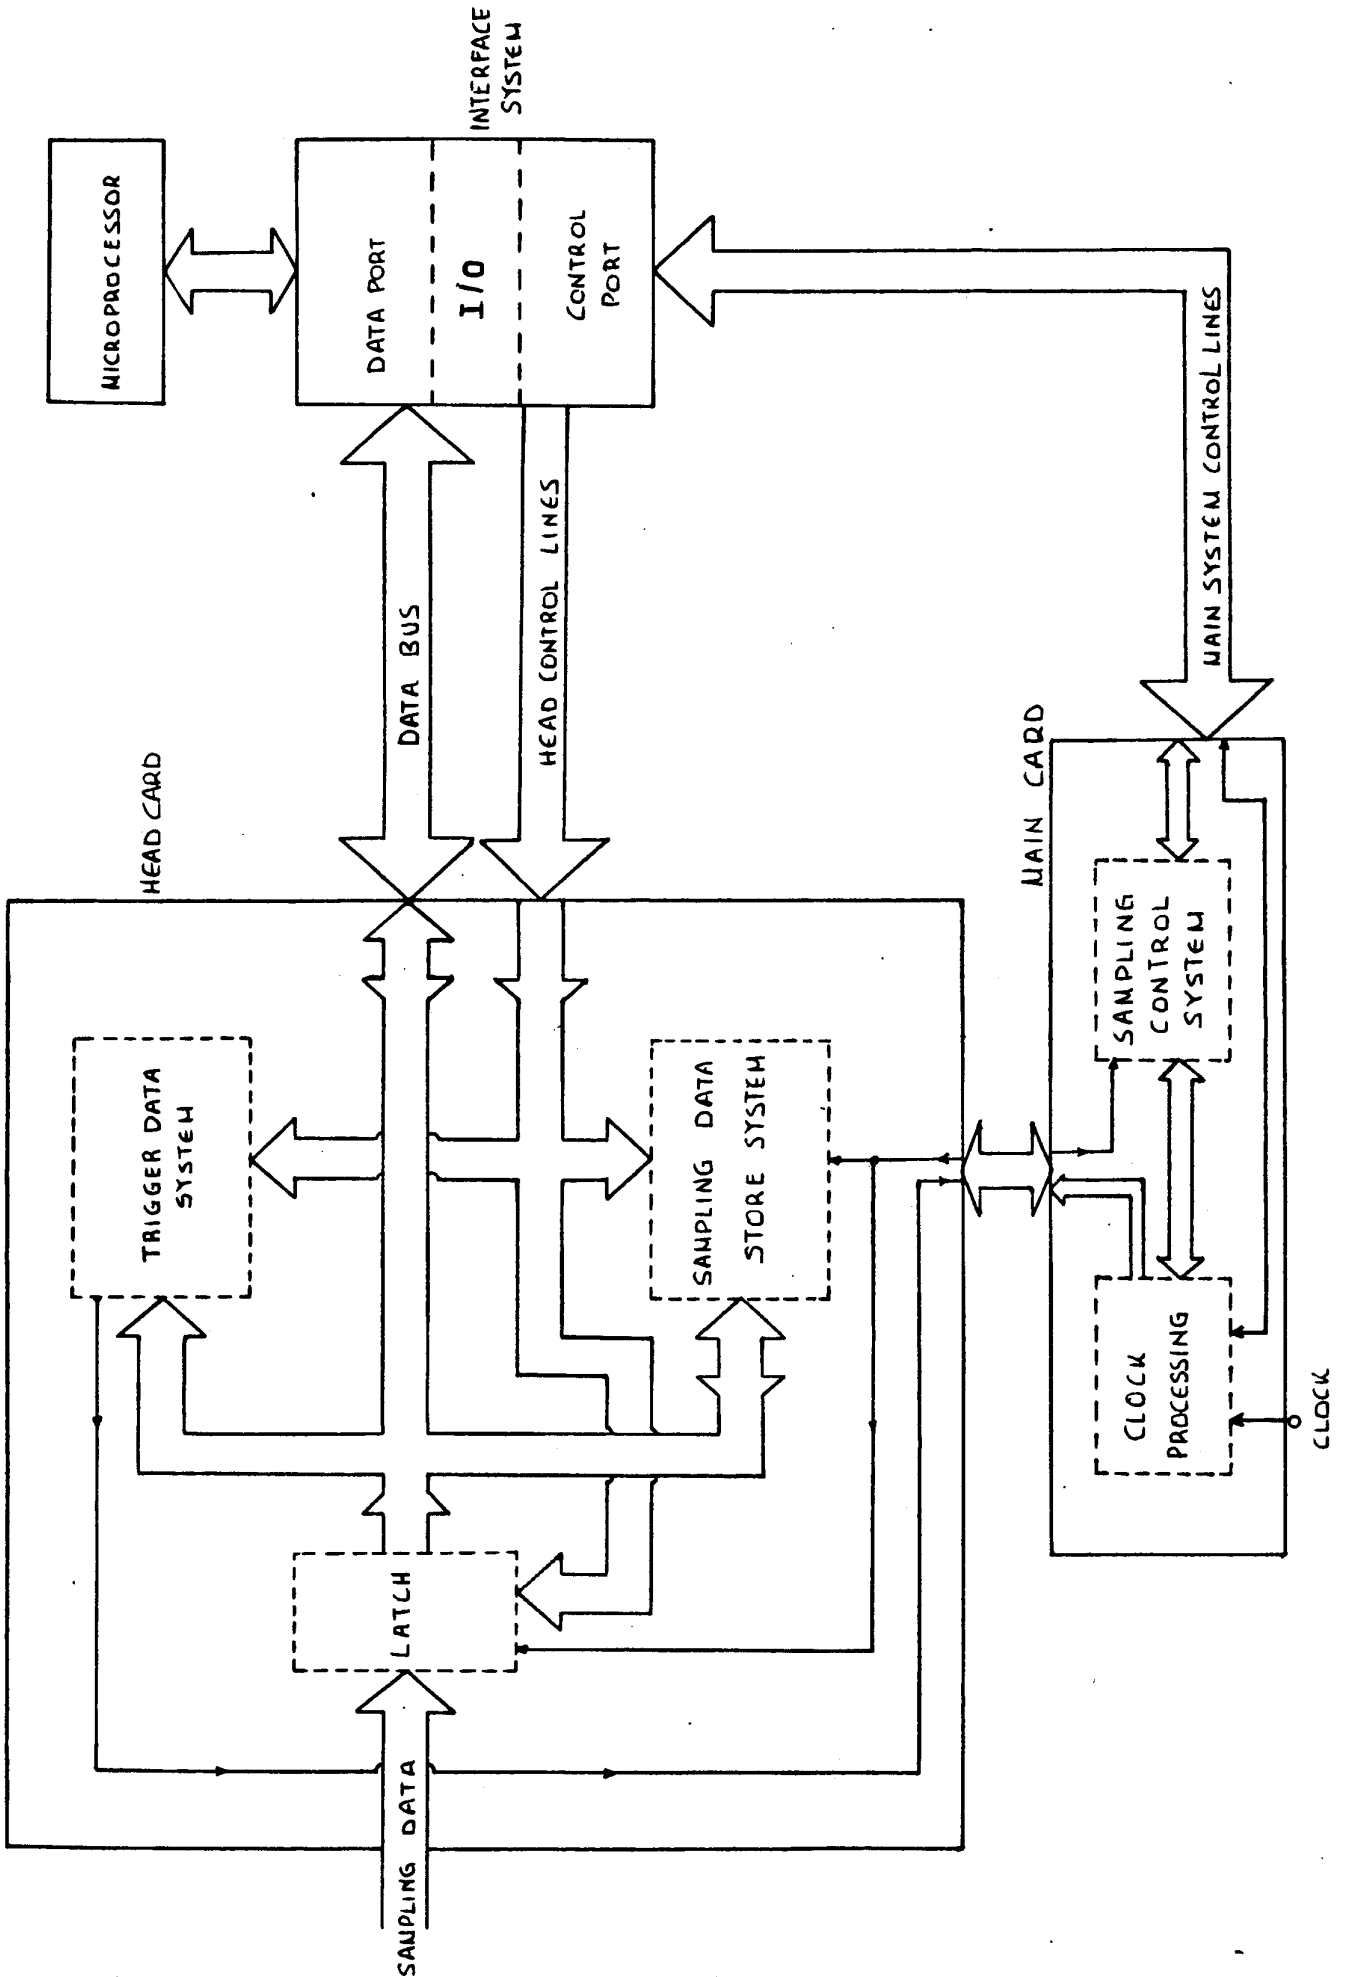 HEAD CARD
TRIGGER DATA
SYSTEM
LATCH
SAMPLING DATA
SAMPLING DATA
STORE SYSTEM
DATA BUS
HEAD CONTROL LINES
MICROPROCESSOR
DATA PORT
I/O
CONTROL
PORT
INTERFACE
SYSTEM
MAIN CARD
CLOCK
PROCESSING
SAMPLING
CONTROL
SYSTEM
MAIN SYSTEM CONTROL LINES
CLOCK